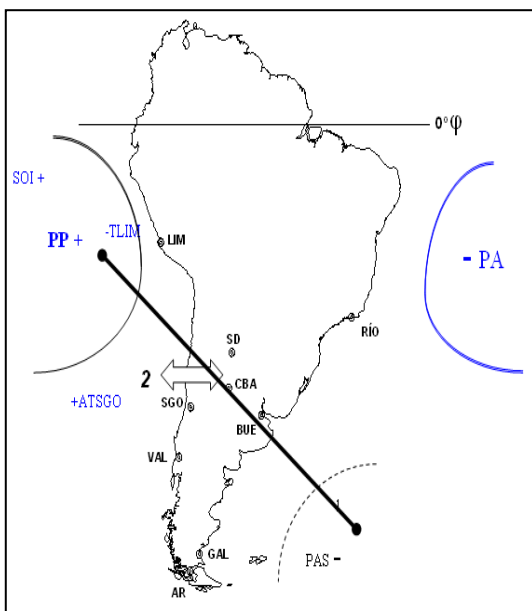 0° φ
SOI +
PP +
-TLIM
LIM
- PA
RÍO
SD
2
CBA
+ATSGO
SGO
BUE
VAL
GAL
PAS -
AR